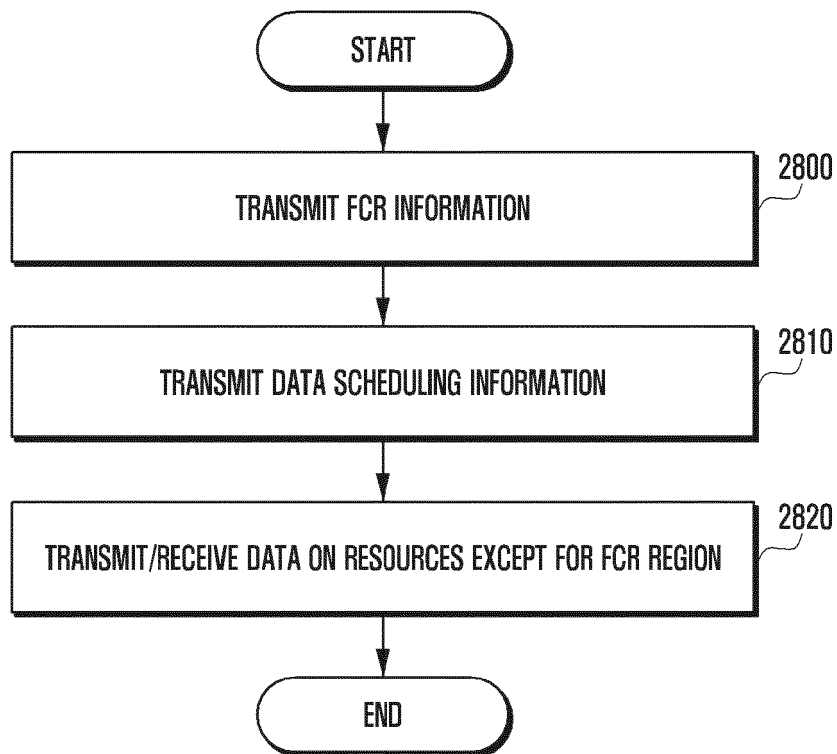 START
TRANSMIT FCR INFORMATION
2800
TRANSMIT DATA SCHEDULING INFORMATION
2810
TRANSMIT/RECEIVE DATA ON RESOURCES EXCEPT FOR FCR REGION
2820
END